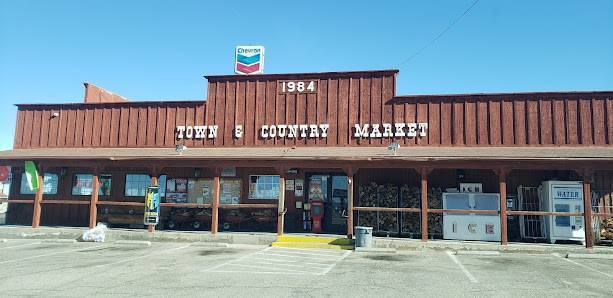 Chevron
1984
TOWN & COUNTRY MARKET
ICE
WATER